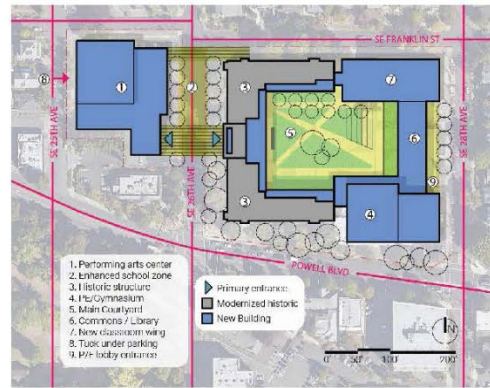 SE FRANKLIN ST
8
1
2
3
7
5
6
SE 25TH AVE
SE 26TH AVE
SE 28TH AVE
3
4
9
POWELL BLVD
1. Performing arts center
2. Enhanced school zone
3. Historic structure
4. PE/Gymnasium
5. Main Courtyard
6. Commons / Library
7. New classroom wing
8. Tuck under parking
9. P/E lobby entrance
Primary entrance
Modernized historic
New Building
N
0' 50' 100' 200'